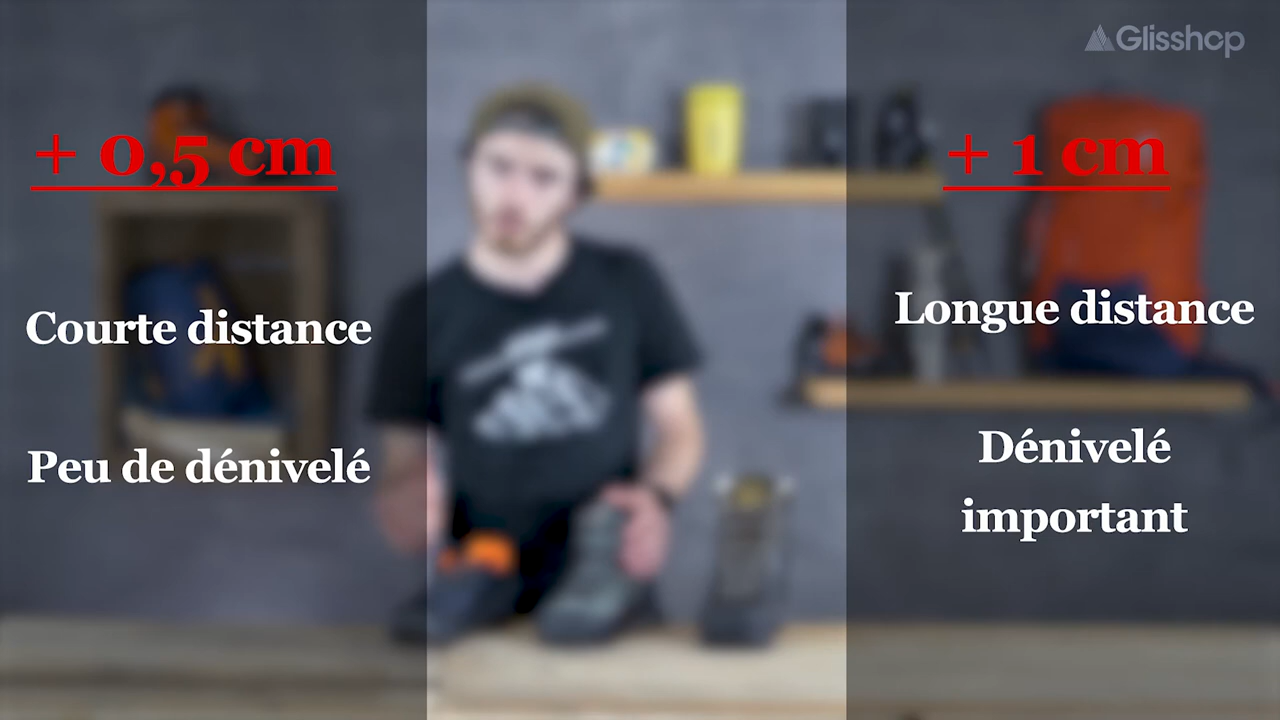 Glisshop
+ 0,5 cm
Courte distance
Peu de dénivelé
+ 1 cm
Longue distance
Dénivelé
important